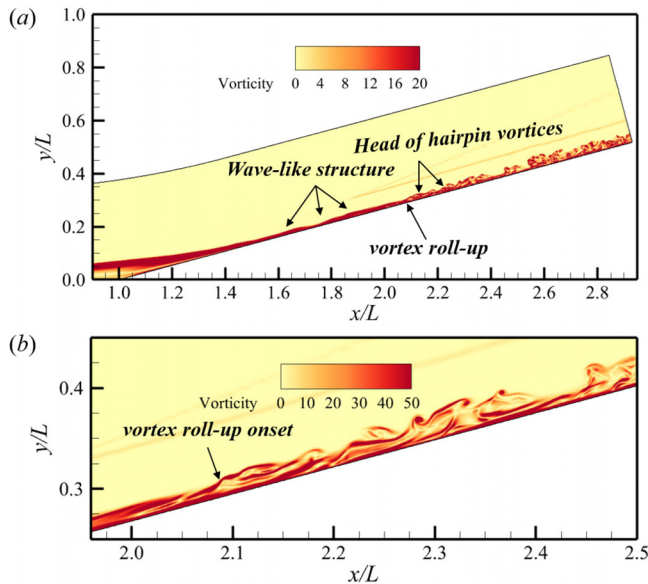 (a)
1.0
0.8
0.6
0.4
0.2
0.0
y/L
Vorticity
0 4 8 12 16 20
Head of hairpin vortices
Wave-like structure
vortex roll-up
1.0 1.2 1.4 1.6 1.8 2.0 2.2 2.4 2.6 2.8
x/L
(b)
0.4
0.3
y/L
Vorticity
0 10 20 30 40 50
vortex roll-up onset
2.0 2.1 2.2 2.3 2.4 2.5
x/L